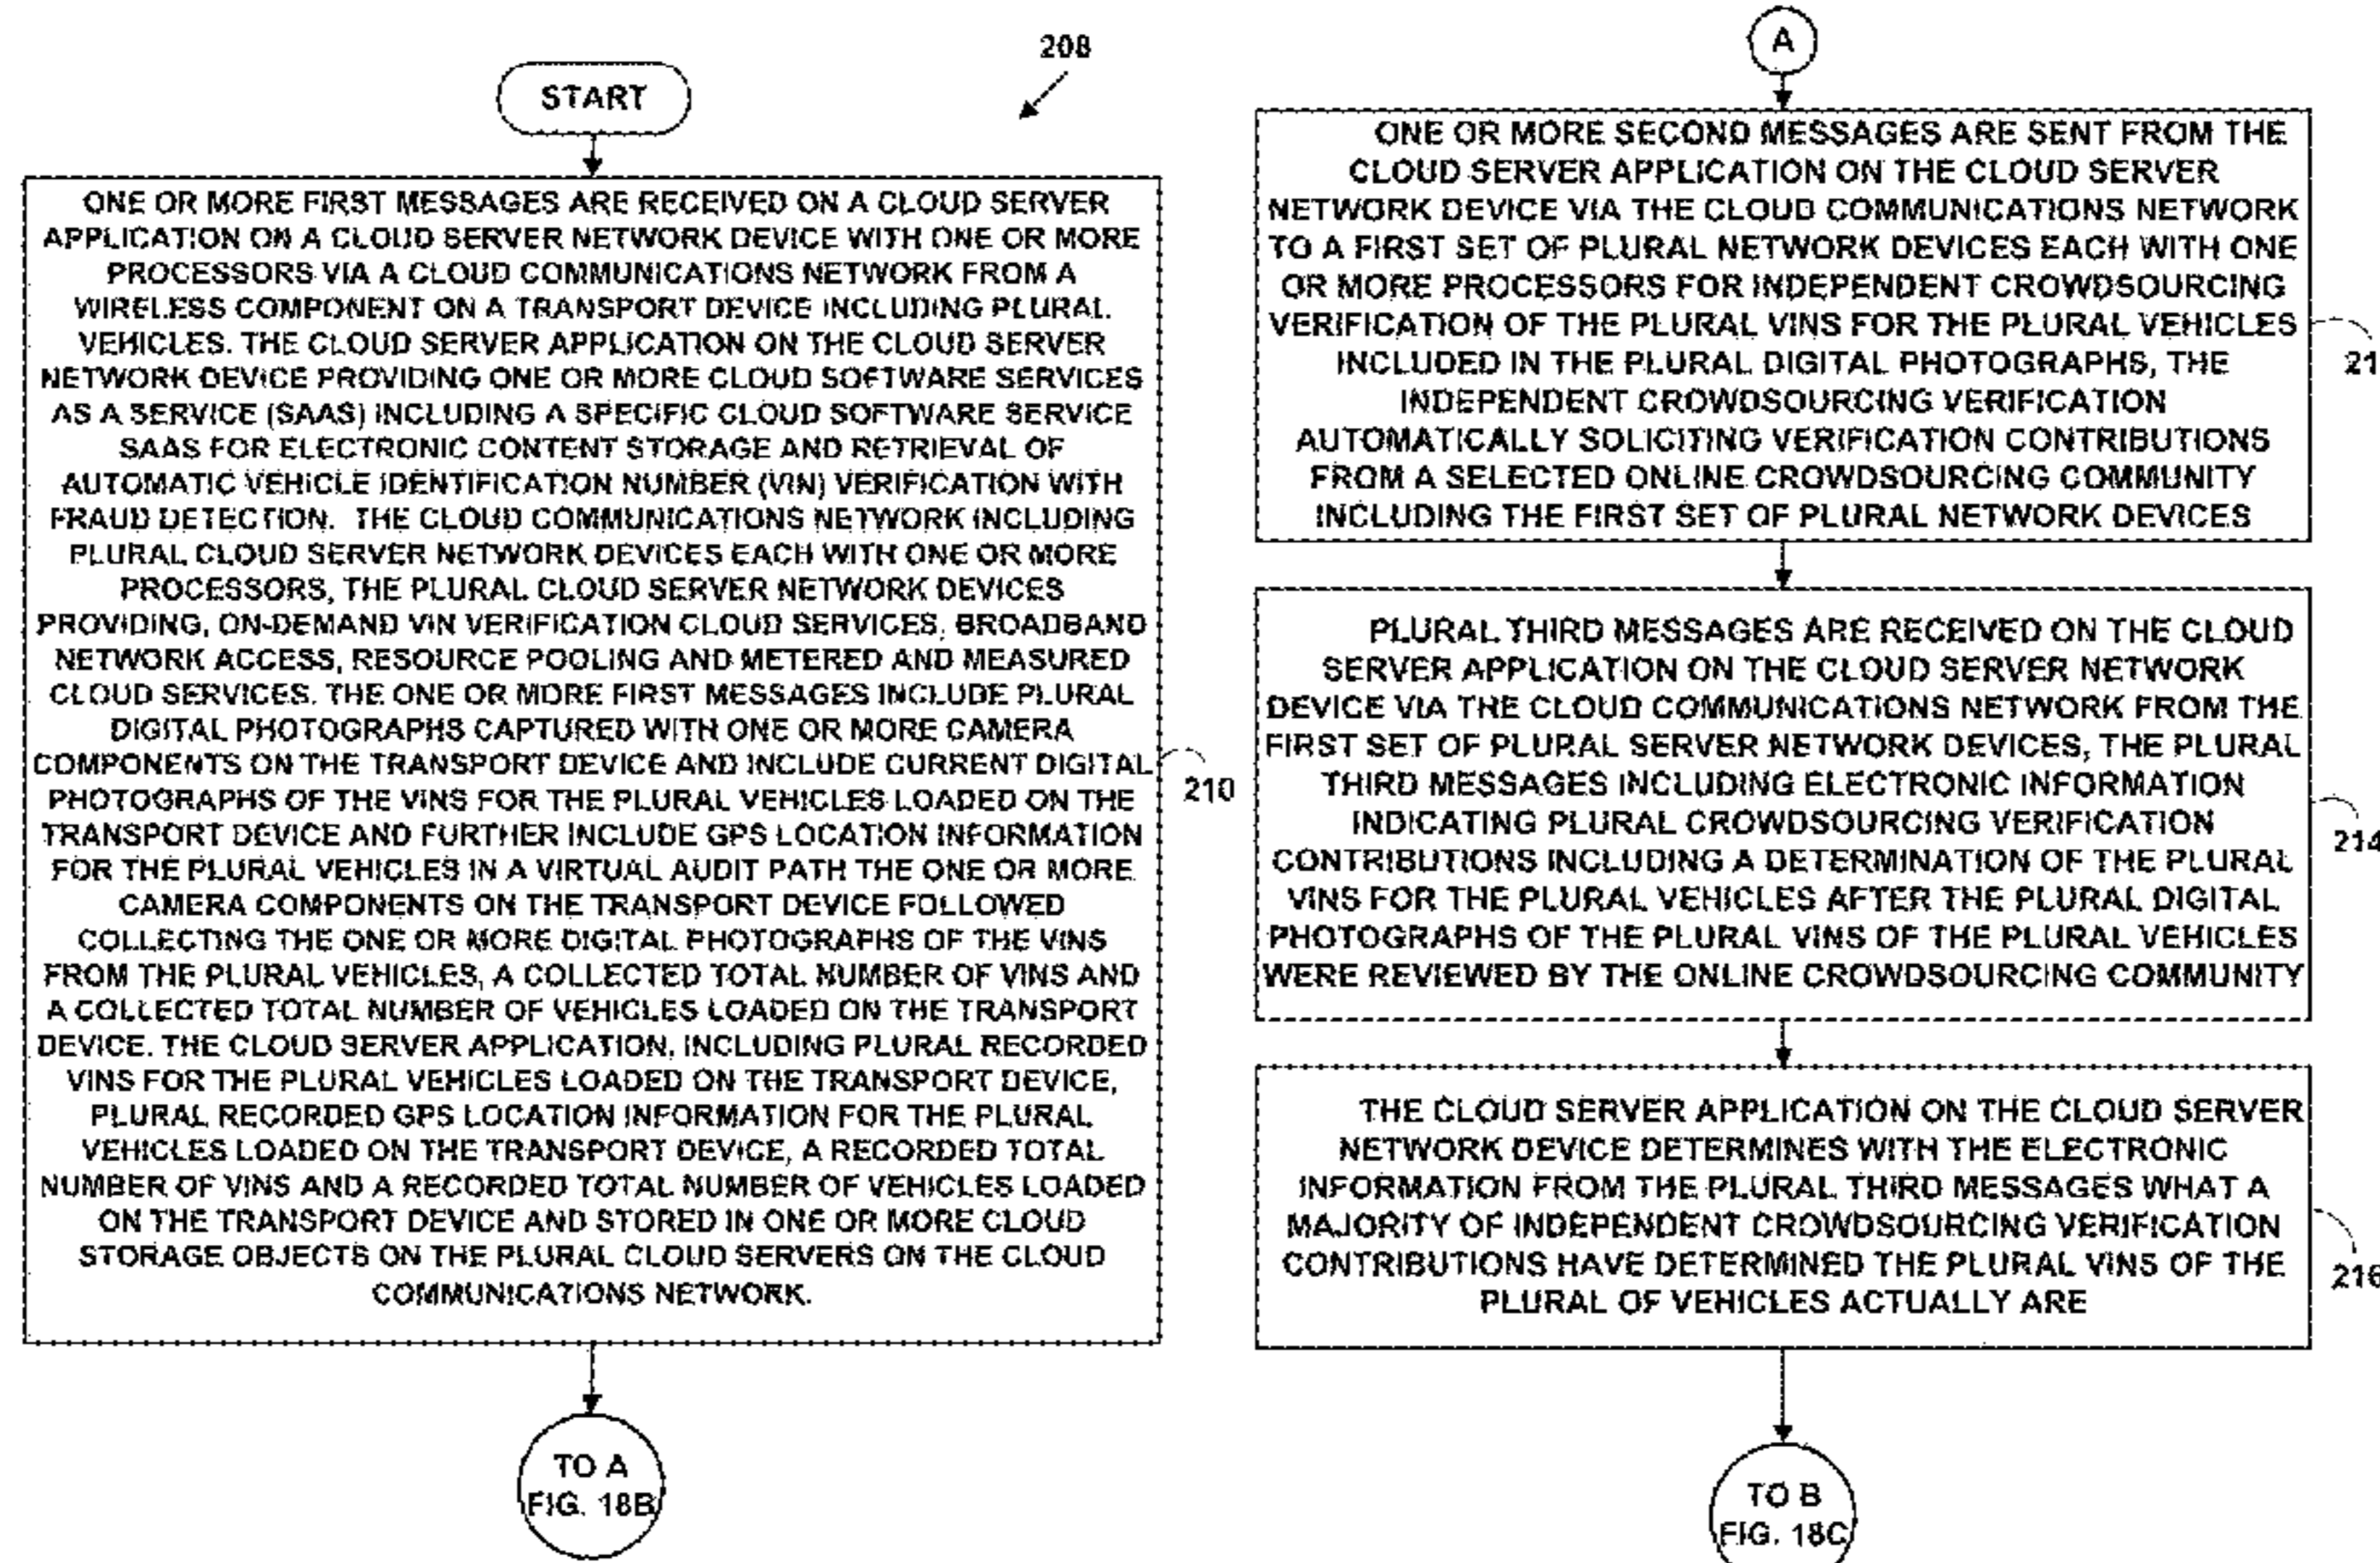 208
START
ONE OR MORE FIRST MESSAGES ARE RECEIVED ON A CLOUD SERVER
APPLICATION ON A CLOUD SERVER NETWORK DEVICE WITH ONE OR MORE
PROCESSORS VIA A CLOUD COMMUNICATIONS NETWORK FROM A
WIRELESS COMPONENT ON A TRANSPORT DEVICE INCLUDING PLURAL
VEHICLES. THE CLOUD SERVER APPLICATION ON THE CLOUD SERVER
NETWORK DEVICE PROVIDING ONE OR MORE CLOUD SOFTWARE SERVICES
AS A SERVICE (SAAS) INCLUDING A SPECIFIC CLOUD SOFTWARE SERVICE
SAAS FOR ELECTRONIC CONTENT STORAGE AND RETRIEVAL OF
AUTOMATIC VEHICLE IDENTIFICATION NUMBER (VIN) VERIFICATION WITH
FRAUD DETECTION. THE CLOUD COMMUNICATIONS NETWORK INCLUDING
PLURAL CLOUD SERVER NETWORK DEVICES EACH WITH ONE OR MORE
PROCESSORS, THE PLURAL CLOUD SERVER NETWORK DEVICES
PROVIDING, ON-DEMAND VIN VERIFICATION CLOUD SERVICES, BROADBAND
NETWORK ACCESS, RESOURCE POOLING AND METERED AND MEASURED
CLOUD SERVICES. THE ONE OR MORE FIRST MESSAGES INCLUDE PLURAL
DIGITAL PHOTOGRAPHS CAPTURED WITH ONE OR MORE CAMERA
COMPONENTS ON THE TRANSPORT DEVICE AND INCLUDE CURRENT DIGITAL
PHOTOGRAPHS OF THE VINS FOR THE PLURAL VEHICLES LOADED ON THE
TRANSPORT DEVICE AND FURTHER INCLUDE GPS LOCATION INFORMATION
FOR THE PLURAL VEHICLES IN A VIRTUAL AUDIT PATH THE ONE OR MORE
CAMERA COMPONENTS ON THE TRANSPORT DEVICE FOLLOWED
COLLECTING THE ONE OR MORE DIGITAL PHOTOGRAPHS OF THE VINS
FROM THE PLURAL VEHICLES, A COLLECTED TOTAL NUMBER OF VINS AND
A COLLECTED TOTAL NUMBER OF VEHICLES LOADED ON THE TRANSPORT
DEVICE. THE CLOUD SERVER APPLICATION, INCLUDING PLURAL RECORDED
VINS FOR THE PLURAL VEHICLES LOADED ON THE TRANSPORT DEVICE,
PLURAL RECORDED GPS LOCATION INFORMATION FOR THE PLURAL
VEHICLES LOADED ON THE TRANSPORT DEVICE, A RECORDED TOTAL
NUMBER OF VINS AND A RECORDED TOTAL NUMBER OF VEHICLES LOADED
ON THE TRANSPORT DEVICE AND STORED IN ONE OR MORE CLOUD
STORAGE OBJECTS ON THE PLURAL CLOUD SERVERS ON THE CLOUD
COMMUNICATIONS NETWORK.
210
TO A
FIG. 18B
A
ONE OR MORE SECOND MESSAGES ARE SENT FROM THE
CLOUD SERVER APPLICATION ON THE CLOUD SERVER
NETWORK DEVICE VIA THE CLOUD COMMUNICATIONS NETWORK
TO A FIRST SET OF PLURAL NETWORK DEVICES EACH WITH ONE
OR MORE PROCESSORS FOR INDEPENDENT CROWDSOURCING
VERIFICATION OF THE PLURAL VINS FOR THE PLURAL VEHICLES
INCLUDED IN THE PLURAL DIGITAL PHOTOGRAPHS, THE
INDEPENDENT CROWDSOURCING VERIFICATION
AUTOMATICALLY SOLICITING VERIFICATION CONTRIBUTIONS
FROM A SELECTED ONLINE CROWDSOURCING COMMUNITY
INCLUDING THE FIRST SET OF PLURAL NETWORK DEVICES
21
PLURAL THIRD MESSAGES ARE RECEIVED ON THE CLOUD
SERVER APPLICATION ON THE CLOUD SERVER NETWORK
DEVICE VIA THE CLOUD COMMUNICATIONS NETWORK FROM THE
FIRST SET OF PLURAL SERVER NETWORK DEVICES, THE PLURAL
THIRD MESSAGES INCLUDING ELECTRONIC INFORMATION
INDICATING PLURAL CROWDSOURCING VERIFICATION
CONTRIBUTIONS INCLUDING A DETERMINATION OF THE PLURAL
VINS FOR THE PLURAL VEHICLES AFTER THE PLURAL DIGITAL
PHOTOGRAPHS OF THE PLURAL VINS OF THE PLURAL VEHICLES
WERE REVIEWED BY THE ONLINE CROWDSOURCING COMMUNITY
214
THE CLOUD SERVER APPLICATION ON THE CLOUD SERVER
NETWORK DEVICE DETERMINES WITH THE ELECTRONIC
INFORMATION FROM THE PLURAL THIRD MESSAGES WHAT A
MAJORITY OF INDEPENDENT CROWDSOURCING VERIFICATION
CONTRIBUTIONS HAVE DETERMINED THE PLURAL VINS OF THE
PLURAL OF VEHICLES ACTUALLY ARE
216
TO B
FIG. 18C